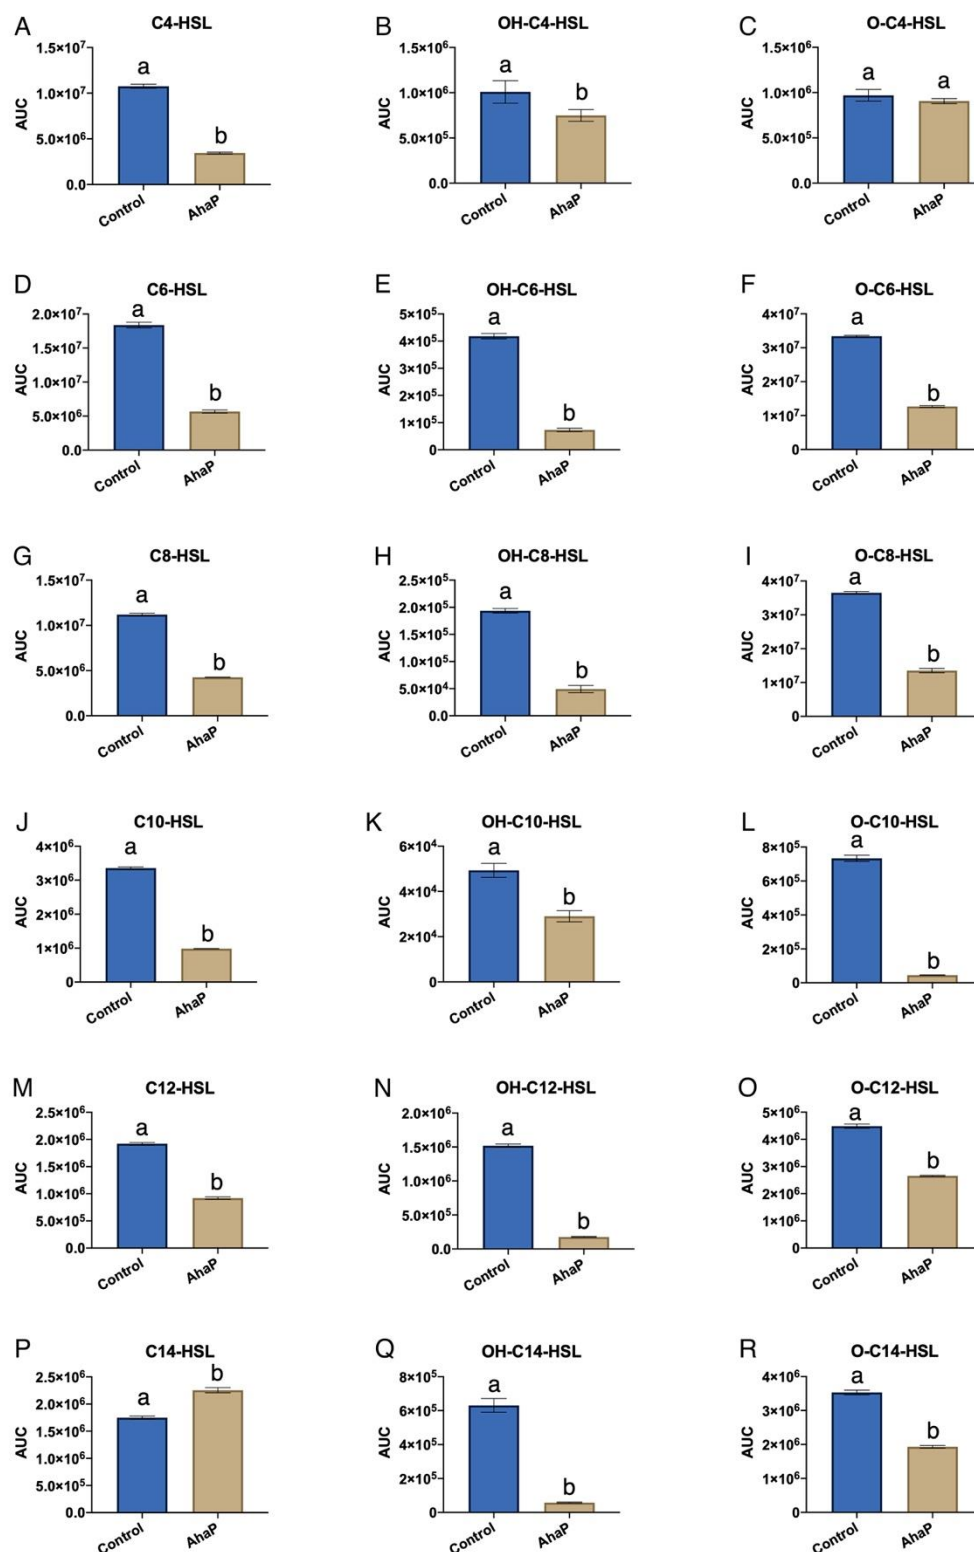 A C4-HSL
a
b
AUC
1.5×10⁷
1.0×10⁷
5.0×10⁶
0.0
Control AhaP
B OH-C4-HSL
a
b
AUC
1.5×10⁶
1.0×10⁶
5.0×10⁵
0.0
Control AhaP
C O-C4-HSL
a a
AUC
1.5×10⁶
1.0×10⁶
5.0×10⁵
0.0
Control AhaP
D C6-HSL
a
b
AUC
2.0×10⁷
1.5×10⁷
1.0×10⁷
5.0×10⁶
0.0
Control AhaP
E OH-C6-HSL
a
b
AUC
5×10⁵
4×10⁵
3×10⁵
2×10⁵
1×10⁵
0
Control AhaP
F O-C6-HSL
a
b
AUC
4×10⁷
3×10⁷
2×10⁷
1×10⁷
0
Control AhaP
G C8-HSL
a
b
AUC
1.5×10⁷
1.0×10⁷
5.0×10⁶
0.0
Control AhaP
H OH-C8-HSL
a
b
AUC
2.5×10⁵
2.0×10⁵
1.5×10⁵
1.0×10⁵
5.0×10⁴
0.0
Control AhaP
I O-C8-HSL
a
b
AUC
4×10⁷
3×10⁷
2×10⁷
1×10⁷
0
Control AhaP
J C10-HSL
a
b
AUC
4×10⁶
3×10⁶
2×10⁶
1×10⁶
0
Control AhaP
K OH-C10-HSL
a
b
AUC
6×10⁴
4×10⁴
2×10⁴
0
Control AhaP
L O-C10-HSL
a
b
AUC
8×10⁵
6×10⁵
4×10⁵
2×10⁵
0
Control AhaP
M C12-HSL
a
b
AUC
2.5×10⁶
2.0×10⁶
1.5×10⁶
1.0×10⁶
5.0×10⁵
0.0
Control AhaP
N OH-C12-HSL
a
b
AUC
2.0×10⁶
1.5×10⁶
1.0×10⁶
5.0×10⁵
0.0
Control AhaP
O O-C12-HSL
a
b
AUC
5×10⁶
4×10⁶
3×10⁶
2×10⁶
1×10⁶
0
Control AhaP
P C14-HSL
a b
AUC
2.5×10⁶
2.0×10⁶
1.5×10⁶
1.0×10⁶
5.0×10⁵
0.0
Control AhaP
Q OH-C14-HSL
a
b
AUC
8×10⁵
6×10⁵
4×10⁵
2×10⁵
0
Control AhaP
R O-C14-HSL
a
b
AUC
4×10⁶
3×10⁶
2×10⁶
1×10⁶
0
Control AhaP